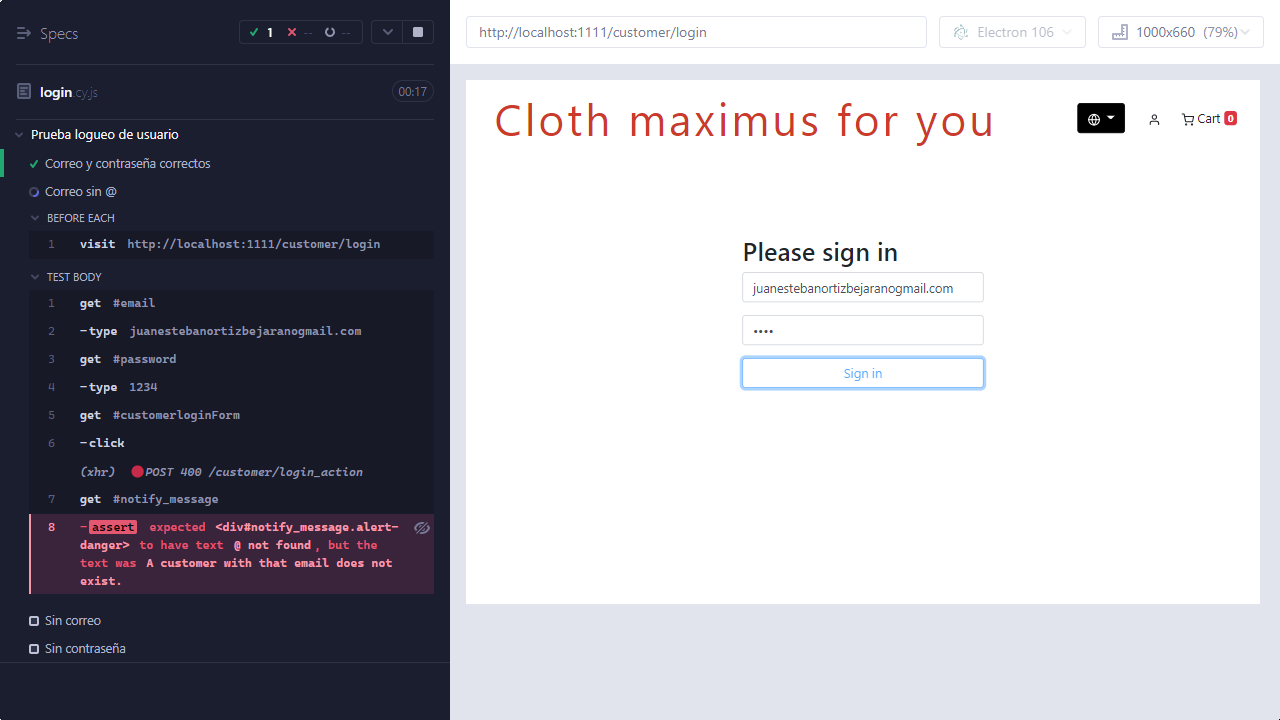 Specs
1 -- --
login.cy.js 00:17
Prueba logueo de usuario
Correo y contraseña correctos
Correo sin @
BEFORE EACH
1 visit http://localhost:1111/customer/login
TEST BODY
1 get #email
2 -type juanestebanortizbejaranogmail.com
3 get #password
4 -type 1234
5 get #customerloginForm
6 -click
(xhr) POST 400 /customer/login_action
7 get #notify_message
8 -assert expected <div#notify_message.alert-
danger> to have text @ not found, but the
text was A customer with that email does not
exist.
Sin correo
Sin contraseña
http://localhost:1111/customer/login
Electron 106
1000x660 (79%)
Cloth maximus for you
Cart 0
Please sign in
juanestebanortizbejaranogmail.com
••••
Sign in